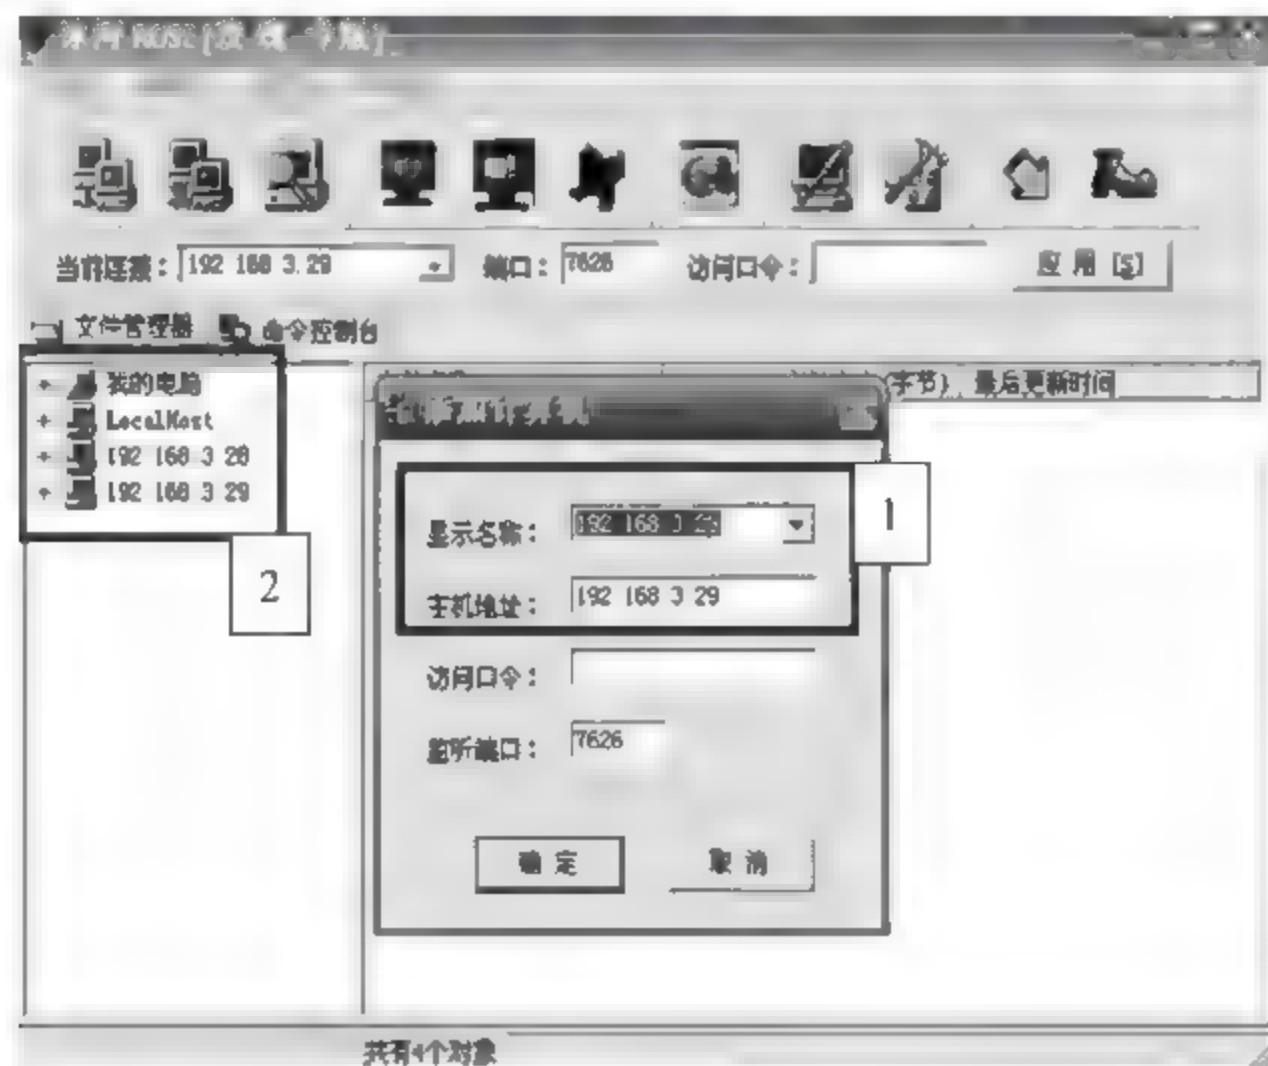 当前连接： 192 168 3.29 端口： 7626 访问口令： 应用 [S]
文件管理器 命令控制台
(字节) 最后更新时间
我的电脑
LocalHost
192 168 3 28
192 168 3 29
1
显示名称： 192 168 3
2
主机地址： 192 168 3 29
访问口令：
监听端口： 7626
确定 取消
共有4个对象